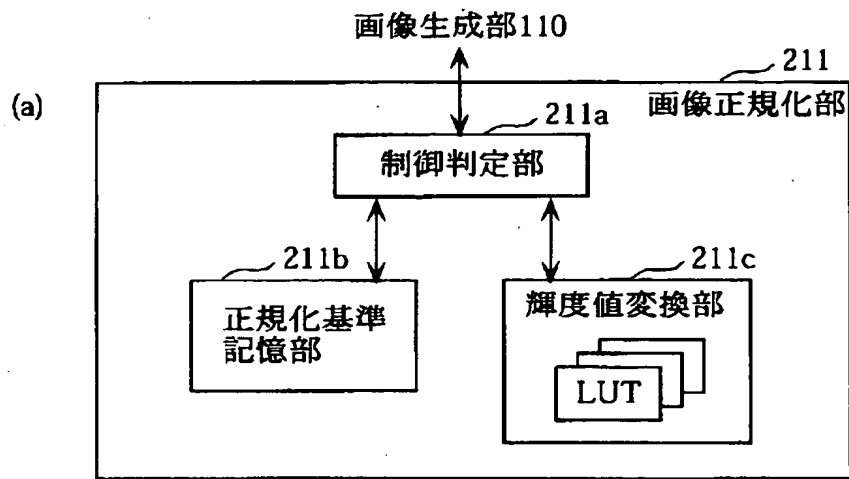 画像生成部110
211
(a)
画像正規化部
211a
制御判定部
211b
211c
正規化基準
記憶部
輝度値変換部
LUT